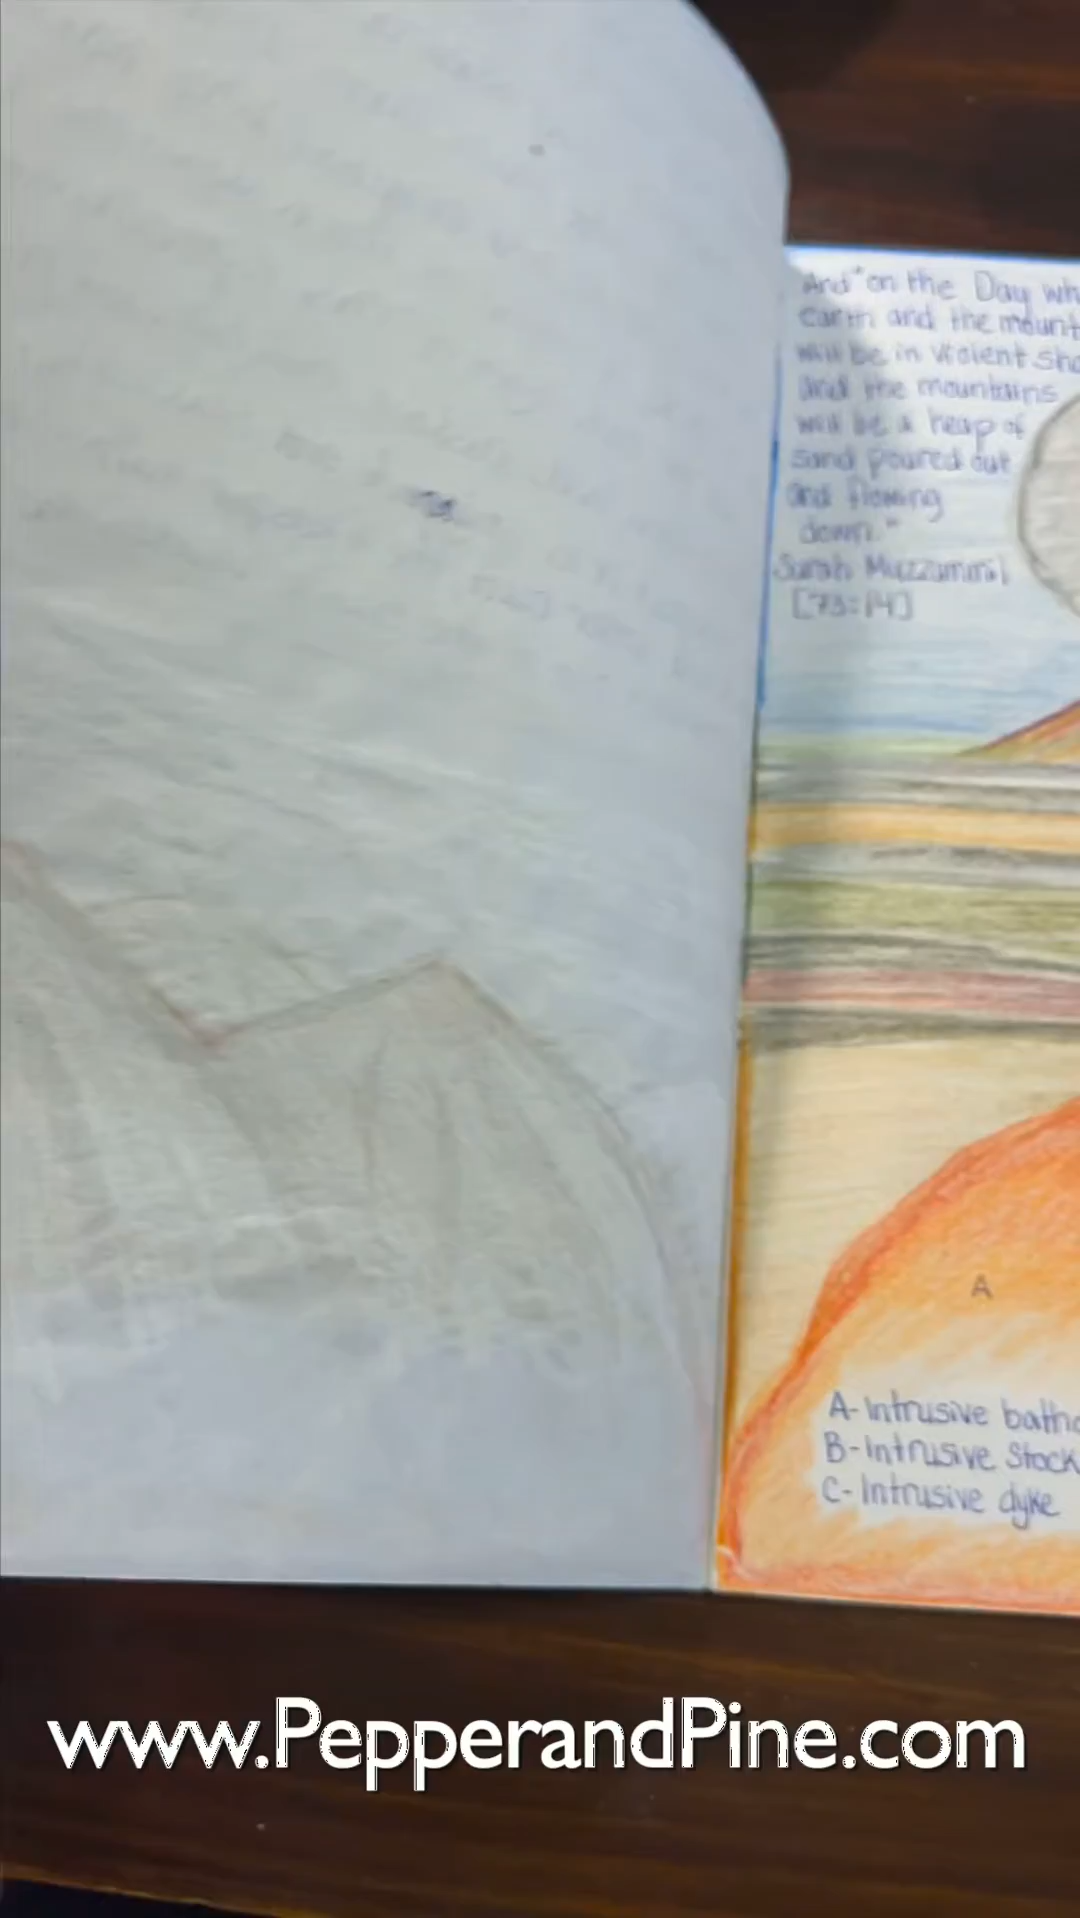 And "on the Day wh
earth and the mount
will be in violent sha
and the mountains
will be a heap of
sand poured out
and flowing
down."
Surah Muzzammil
[73:14]
A
A-Intrusive batho
B-Intrusive Stock
C-Intrusive dyke
www.PepperandPine.com